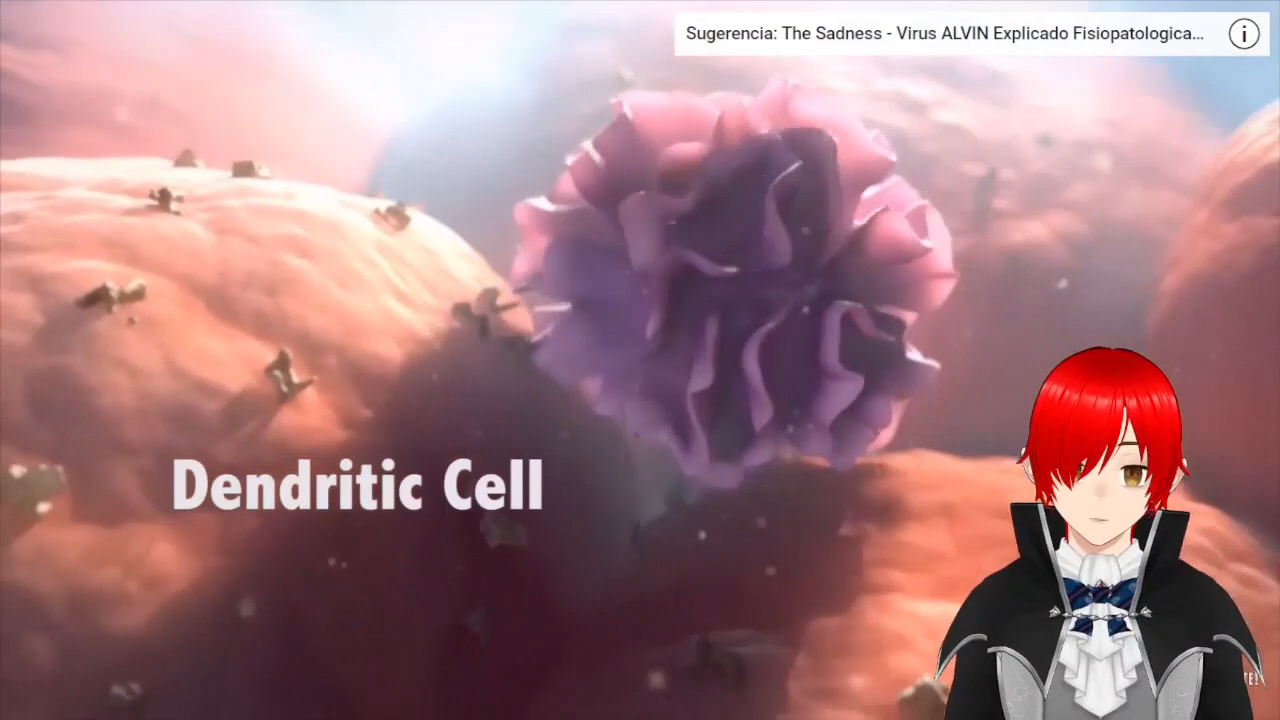 Sugerencia: The Sadness - Virus ALVIN Explicado Fisiopatologica...
Dendritic Cell